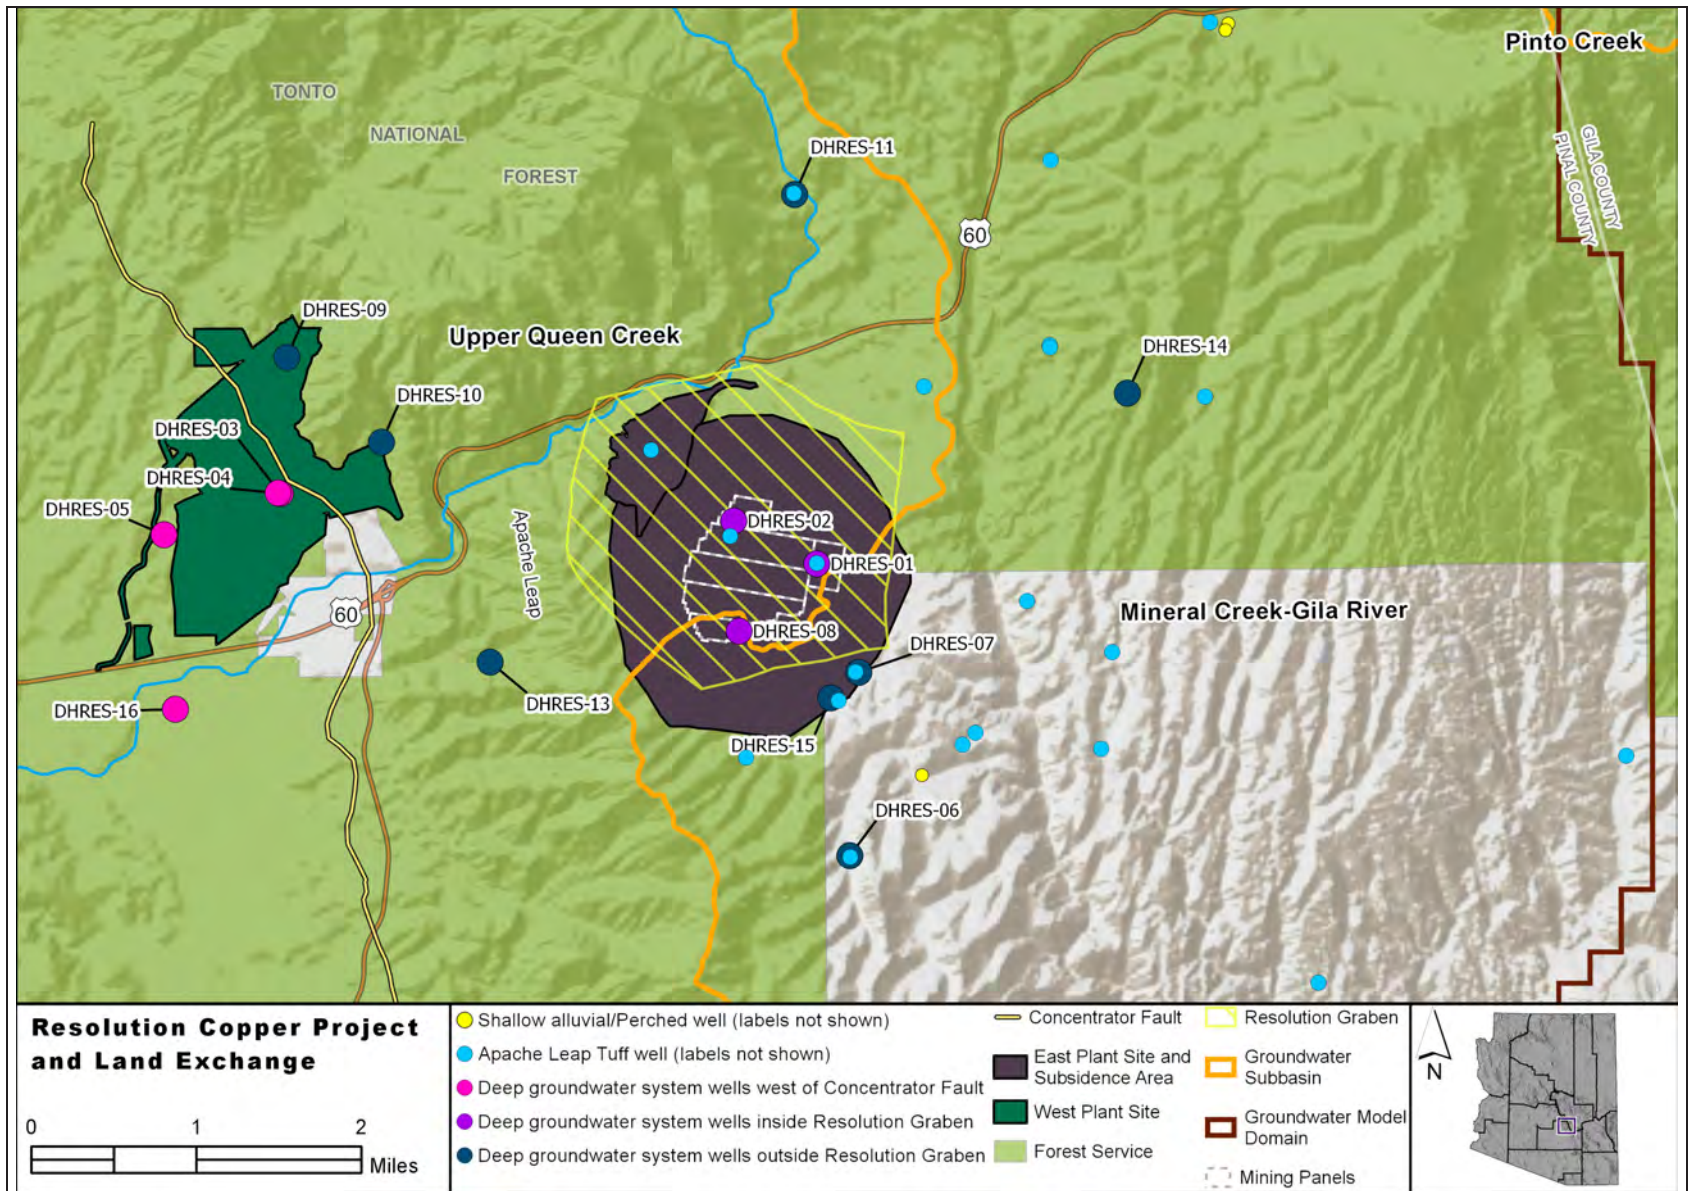 Pinto Creek
TONTO
NATIONAL
FOREST
DHRES-11
GILA COUNTY
PINAL COUNTY
60
DHRES-09
Upper Queen Creek
DHRES-14
DHRES-10
DHRES-03
DHRES-04
DHRES-05
Apache Leap
DHRES-02
DHRES-01
60
Mineral Creek-Gila River
DHRES-08
DHRES-07
DHRES-13
DHRES-16
DHRES-15
DHRES-06
Resolution Copper Project
and Land Exchange
0 1 2
Miles
Shallow alluvial/Perched well (labels not shown)
Apache Leap Tuff well (labels not shown)
Deep groundwater system wells west of Concentrator Fault
Deep groundwater system wells inside Resolution Graben
Deep groundwater system wells outside Resolution Graben
Concentrator Fault
East Plant Site and
Subsidence Area
West Plant Site
Forest Service
Resolution Graben
Groundwater
Subbasin
Groundwater Model
Domain
Mining Panels
N